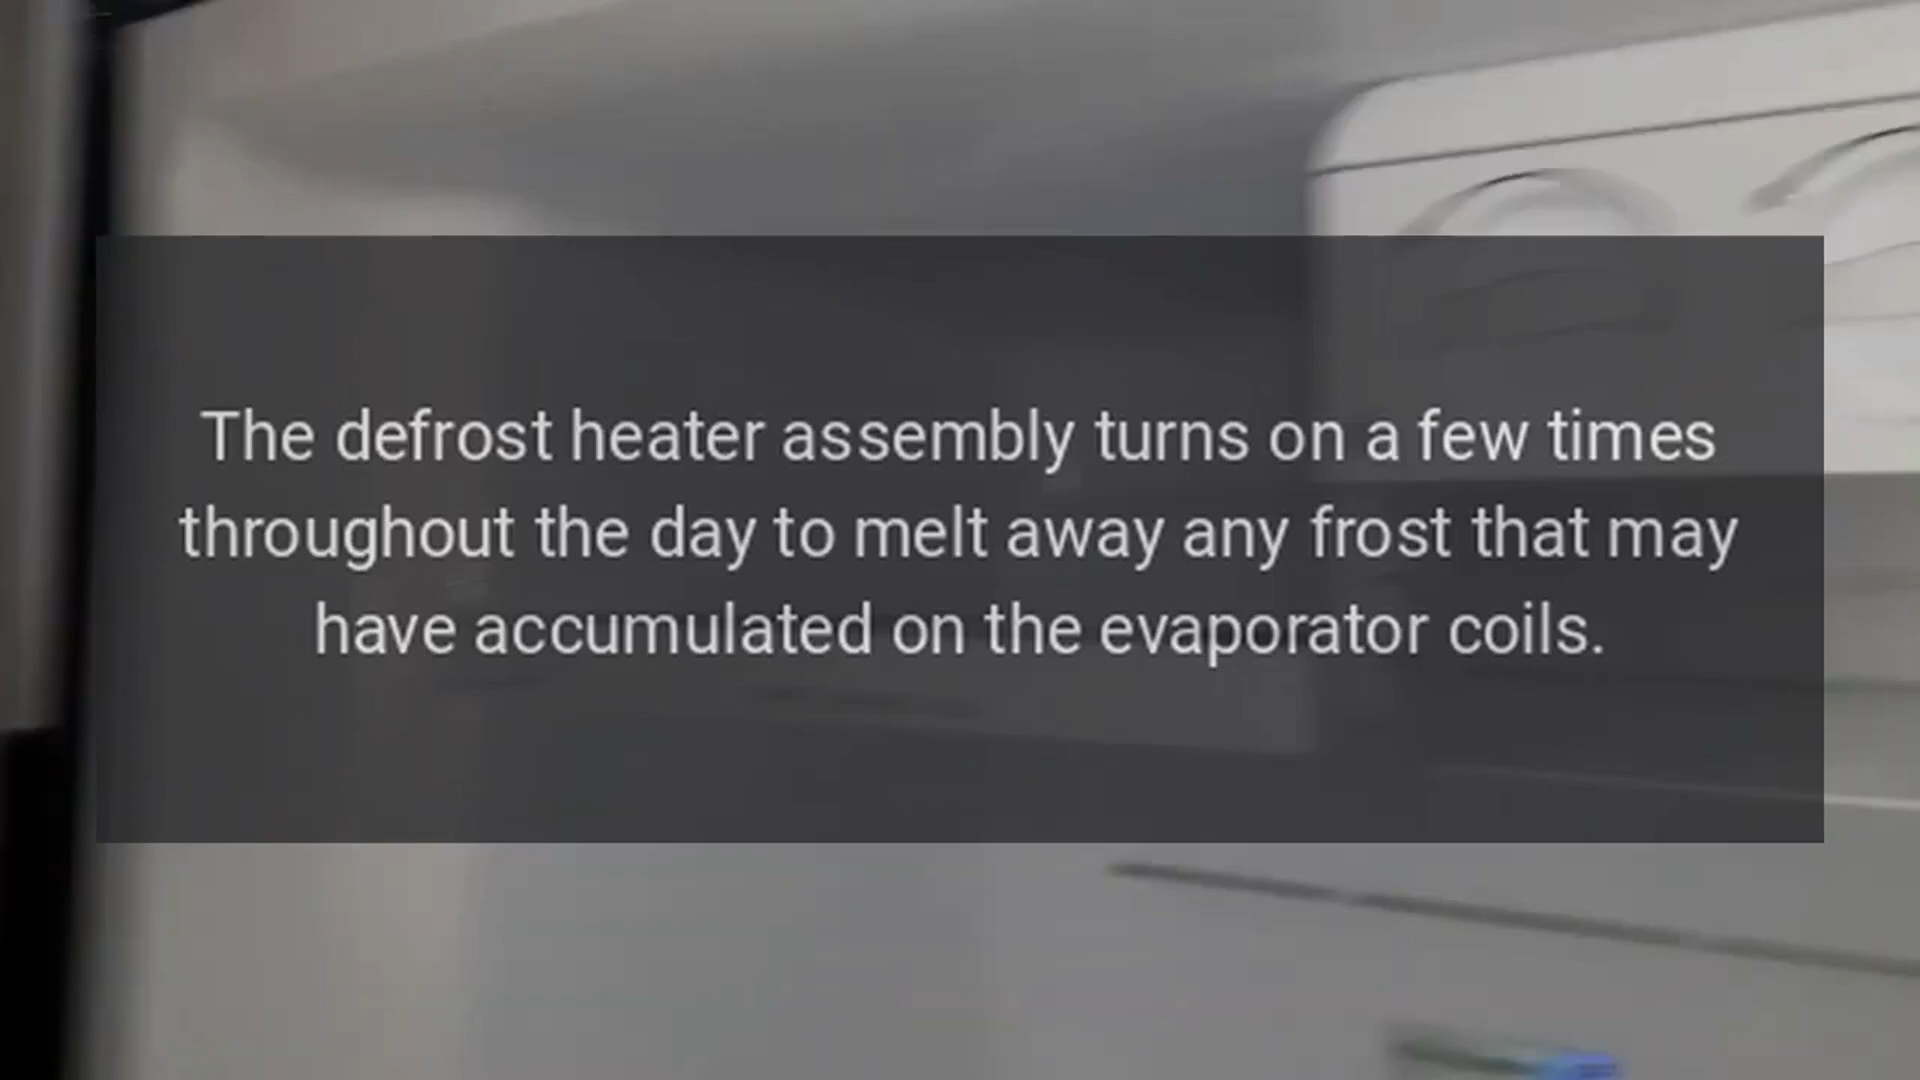 The defrost heater assembly turns on a few times
throughout the day to melt away any frost that may
have accumulated on the evaporator coils.